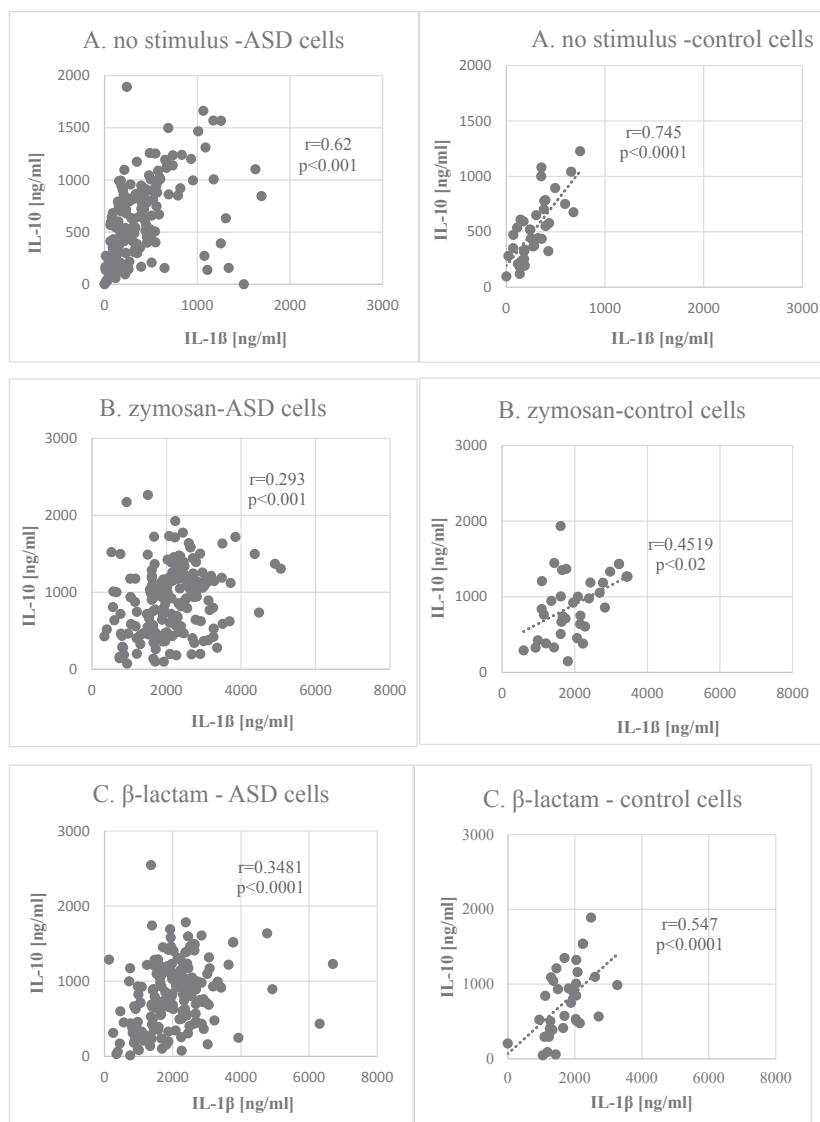 A. no stimulus -ASD cells
2000
1500
1000
500
0
0
1000
2000
3000
IL-10 [ng/ml]
IL-1ß [ng/ml]
r=0.62
p<0.001
A. no stimulus -control cells
2000
1500
1000
500
0
0
1000
2000
3000
IL-10 [ng/ml]
IL-1ß [ng/ml]
r=0.745
p<0.0001
B. zymosan-ASD cells
3000
2000
1000
0
0
2000
4000
6000
8000
IL-10 [ng/ml]
IL-1ß [ng/ml]
r=0.293
p<0.001
B. zymosan-control cells
3000
2000
1000
0
0
2000
4000
6000
8000
IL-10 [ng/ml]
IL-1ß [ng/ml]
r=0.4519
p<0.02
C. β-lactam - ASD cells
3000
2000
1000
0
0
2000
4000
6000
8000
IL-10 [ng/ml]
IL-1β [ng/ml]
r=0.3481
p<0.0001
C. β-lactam - control cells
3000
2000
1000
0
0
2000
4000
6000
8000
IL-10 [ng/ml]
IL-1β [ng/ml]
r=0.547
p<0.0001